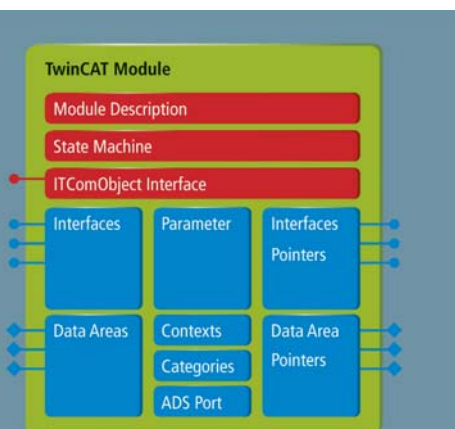 TwinCAT Module
Module Description
State Machine
ITComObject Interface
Interfaces
Parameter
Interfaces
Pointers
Data Areas
Contexts
Categories
ADS Port
Data Area
Pointers